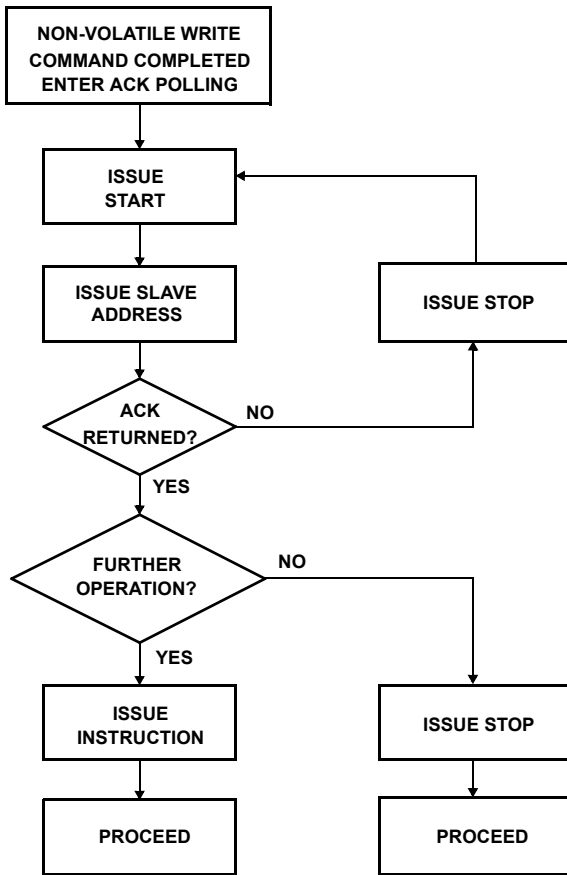 NON-VOLATILE WRITE
COMMAND COMPLETED
ENTER ACK POLLING
ISSUE
START
ISSUE SLAVE
ADDRESS
ISSUE STOP
ACK
RETURNED?
NO
YES
FURTHER
OPERATION?
NO
YES
ISSUE
INSTRUCTION
ISSUE STOP
PROCEED
PROCEED